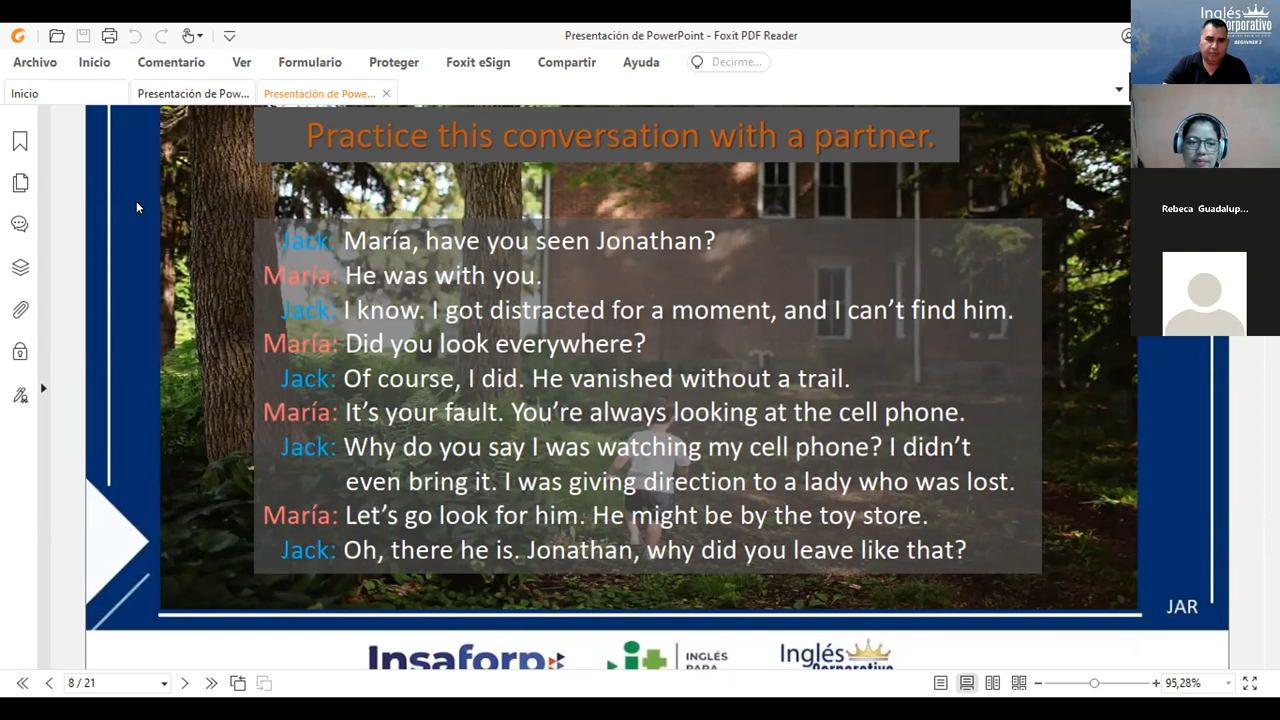 Presentación de PowerPoint - Foxit PDF Reader
Archivo Inicio Comentario Ver Formulario Proteger Foxit eSign Compartir Ayuda Decirme...
Inicio Presentación de Pow... Presentación de Powe...
Inglés
Corporativo
BEGINNER 2
Rebeca Guadalup...
Practice this conversation with a partner.
Jack: María, have you seen Jonathan?
María: He was with you.
Jack: I know. I got distracted for a moment, and I can’t find him.
María: Did you look everywhere?
Jack: Of course, I did. He vanished without a trail.
María: It’s your fault. You’re always looking at the cell phone.
Jack: Why do you say I was watching my cell phone? I didn’t
even bring it. I was giving direction to a lady who was lost.
María: Let’s go look for him. He might be by the toy store.
Jack: Oh, there he is. Jonathan, why did you leave like that?
JAR
Insaforp
INGLÉS
PARA
Inglés
Corporativo
8 / 21
95,28%